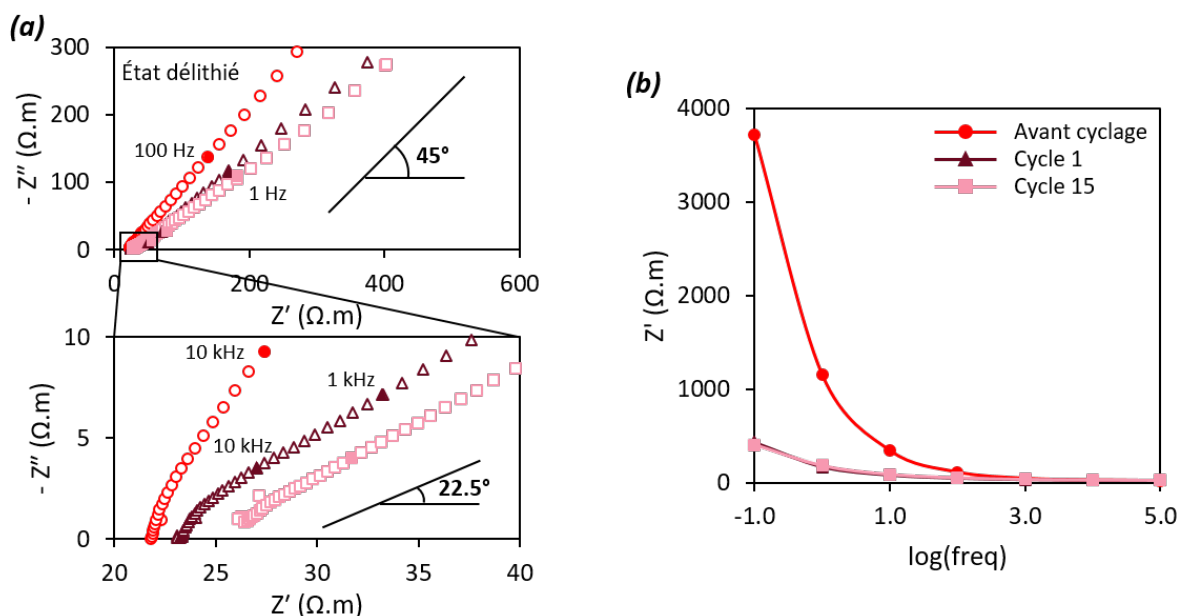 (a)
300
200
100
0
- Z″ (Ω.m)
État délithié
100 Hz
1 Hz
45°
0
200
400
600
Z′ (Ω.m)
10
5
0
- Z″ (Ω.m)
10 kHz
1 kHz
10 kHz
22.5°
20
25
30
35
40
Z′ (Ω.m)
(b)
4000
3000
2000
1000
0
Z' (Ω.m)
Avant cyclage
Cycle 1
Cycle 15
-1.0
1.0
3.0
5.0
log(freq)